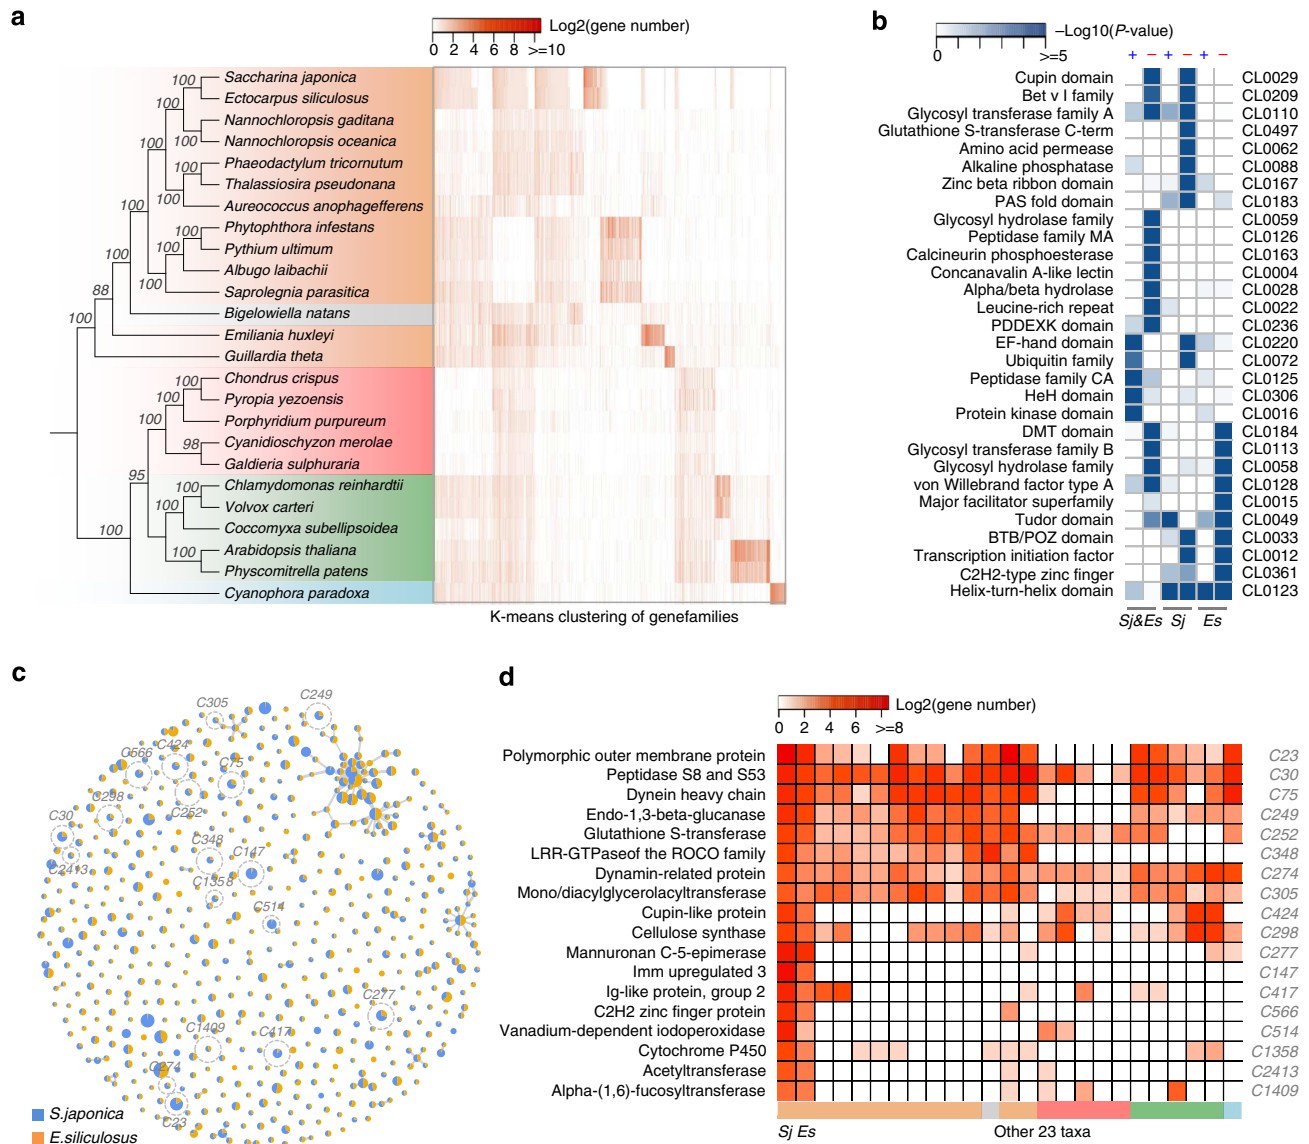 a
Log2(gene number)
0 2 4 6 8 >=10
Saccharina japonica
Ectocarpus siliculosus
Nannochloropsis gaditana
Nannochloropsis oceanica
Phaeodactylum tricornutum
Thalassiosira pseudonana
Aureococcus anophagefferens
Phytophthora infestans
Pythium ultimum
Albugo laibachii
Saprolegnia parasitica
Bigelowiella natans
Emiliania huxleyi
Guillardia theta
Chondrus crispus
Pyropia yezoensis
Porphyridium purpureum
Cyanidioschyzon merolae
Galdieria sulphuraria
Chlamydomonas reinhardtii
Volvox carteri
Coccomyxa subellipsoidea
Arabidopsis thaliana
Physcomitrella patens
Cyanophora paradoxa
100
100
100
100
100
100
100
100
100
100
100
100
88
100
100
100
100
98
95
100
100
100
100
100
K-means clustering of genefamilies
b
−Log10(P-value)
0 >=5
+ − + − + −
Cupin domain CL0029
Bet v I family CL0209
Glycosyl transferase family A CL0110
Glutathione S-transferase C-term CL0497
Amino acid permease CL0062
Alkaline phosphatase CL0088
Zinc beta ribbon domain CL0167
PAS fold domain CL0183
Glycosyl hydrolase family CL0059
Peptidase family MA CL0126
Calcineurin phosphoesterase CL0163
Concanavalin A-like lectin CL0004
Alpha/beta hydrolase CL0028
Leucine-rich repeat CL0022
PDDEXK domain CL0236
EF-hand domain CL0220
Ubiquitin family CL0072
Peptidase family CA CL0125
HeH domain CL0306
Protein kinase domain CL0016
DMT domain CL0184
Glycosyl transferase family B CL0113
Glycosyl hydrolase family CL0058
von Willebrand factor type A CL0128
Major facilitator superfamily CL0015
Tudor domain CL0049
BTB/POZ domain CL0033
Transcription initiation factor CL0012
C2H2-type zinc finger CL0361
Helix-turn-helix domain CL0123
Sj&Es Sj Es
c
C305
C249
C566
C424
C75
C298
C252
C30
C348
C147
C2413
C1358
C514
C277
C1409
C417
C274
C23
S.japonica
E.siliculosus
d
Log2(gene number)
0 2 4 6 >=8
Polymorphic outer membrane protein C23
Peptidase S8 and S53 C30
Dynein heavy chain C75
Endo-1,3-beta-glucanase C249
Glutathione S-transferase C252
LRR-GTPaseof the ROCO family C348
Dynamin-related protein C274
Mono/diacylglycerolacyltransferase C305
Cupin-like protein C424
Cellulose synthase C298
Mannuronan C-5-epimerase C277
Imm upregulated 3 C147
Ig-like protein, group 2 C417
C2H2 zinc finger protein C566
Vanadium-dependent iodoperoxidase C514
Cytochrome P450 C1358
Acetyltransferase C2413
Alpha-(1,6)-fucosyltransferase C1409
Sj Es Other 23 taxa